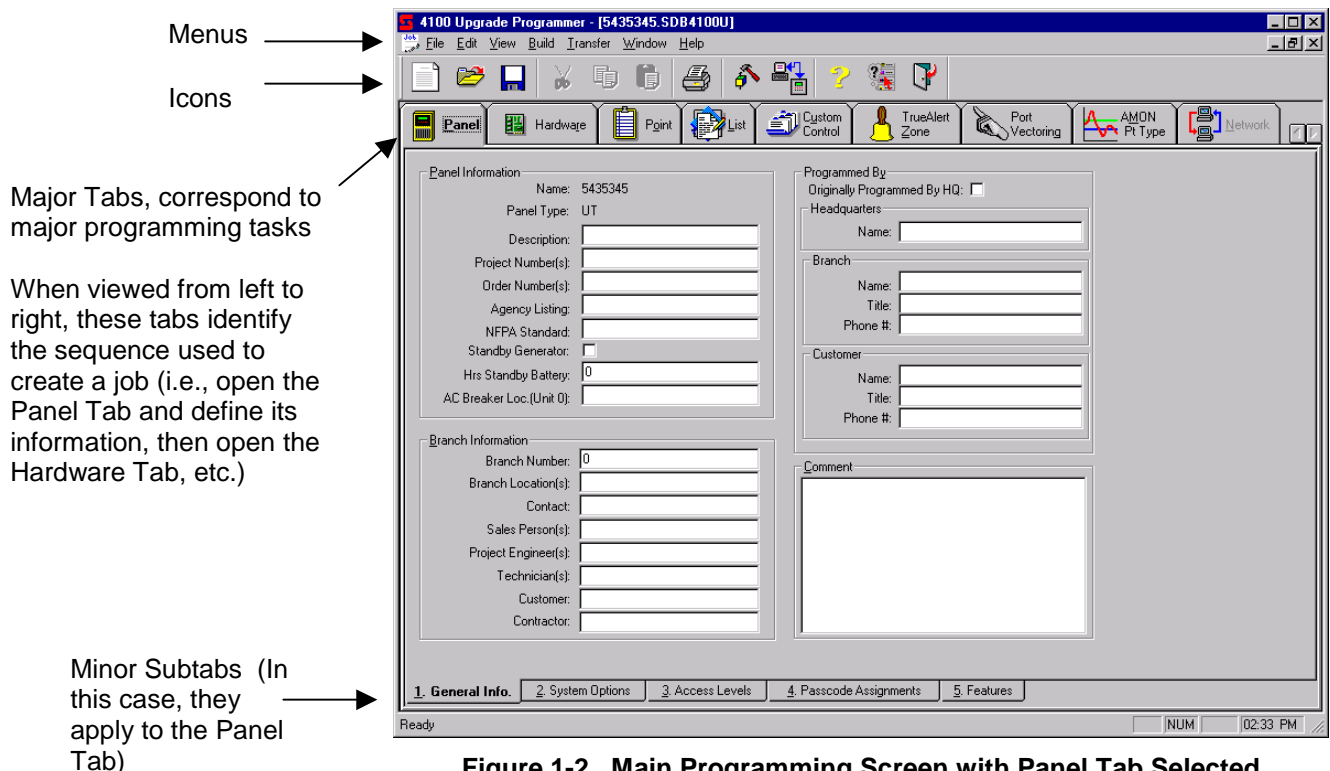 Menus
Icons
Major Tabs, correspond to
major programming tasks
When viewed from left to
right, these tabs identify
the sequence used to
create a job (i.e., open the
Panel Tab and define its
information, then open the
Hardware Tab, etc.)
Minor Subtabs (In
this case, they
apply to the Panel
Tab)
4100 Upgrade Programmer - [5435345.SDB4100U]
File Edit View Build Transfer Window Help
Panel Hardware Point List Custom Control TrueAlert Zone Port Vectoring AMON Pt Type Network
Panel Information
Name: 5435345
Panel Type: UT
Description:
Project Number(s):
Order Number(s):
Agency Listing:
NFPA Standard:
Standby Generator:
Hrs Standby Battery: 0
AC Breaker Loc.(Unit 0):
Branch Information
Branch Number: 0
Branch Location(s):
Contact:
Sales Person(s):
Project Engineer(s):
Technician(s):
Customer:
Contractor:
Programmed By
Originally Programmed By HQ:
Headquarters
Name:
Branch
Name:
Title:
Phone #:
Customer
Name:
Title:
Phone #:
Comment
1. General Info. 2. System Options 3. Access Levels 4. Passcode Assignments 5. Features
Ready NUM 02:33 PM
Figure 1-2. Main Programming Screen with Panel Tab Selected